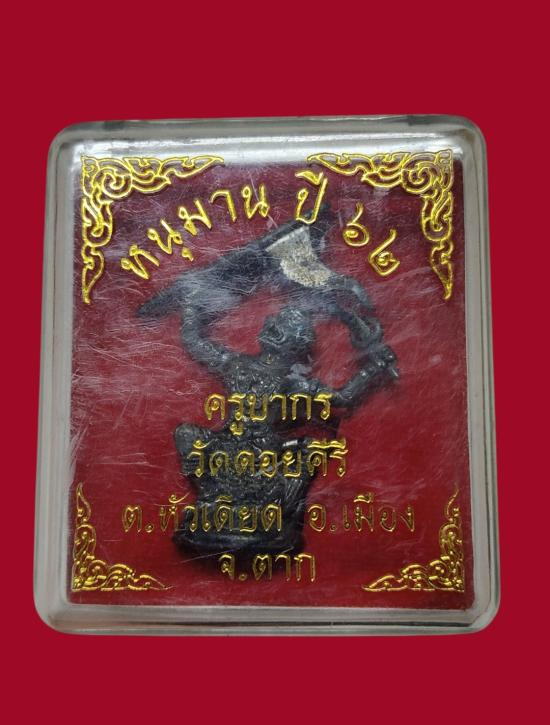 หนุมาน ปี ๖๒
ครูบากร
วัดดอยคีรี
ต.หัวเดียด อ.เมือง
จ.ตาก